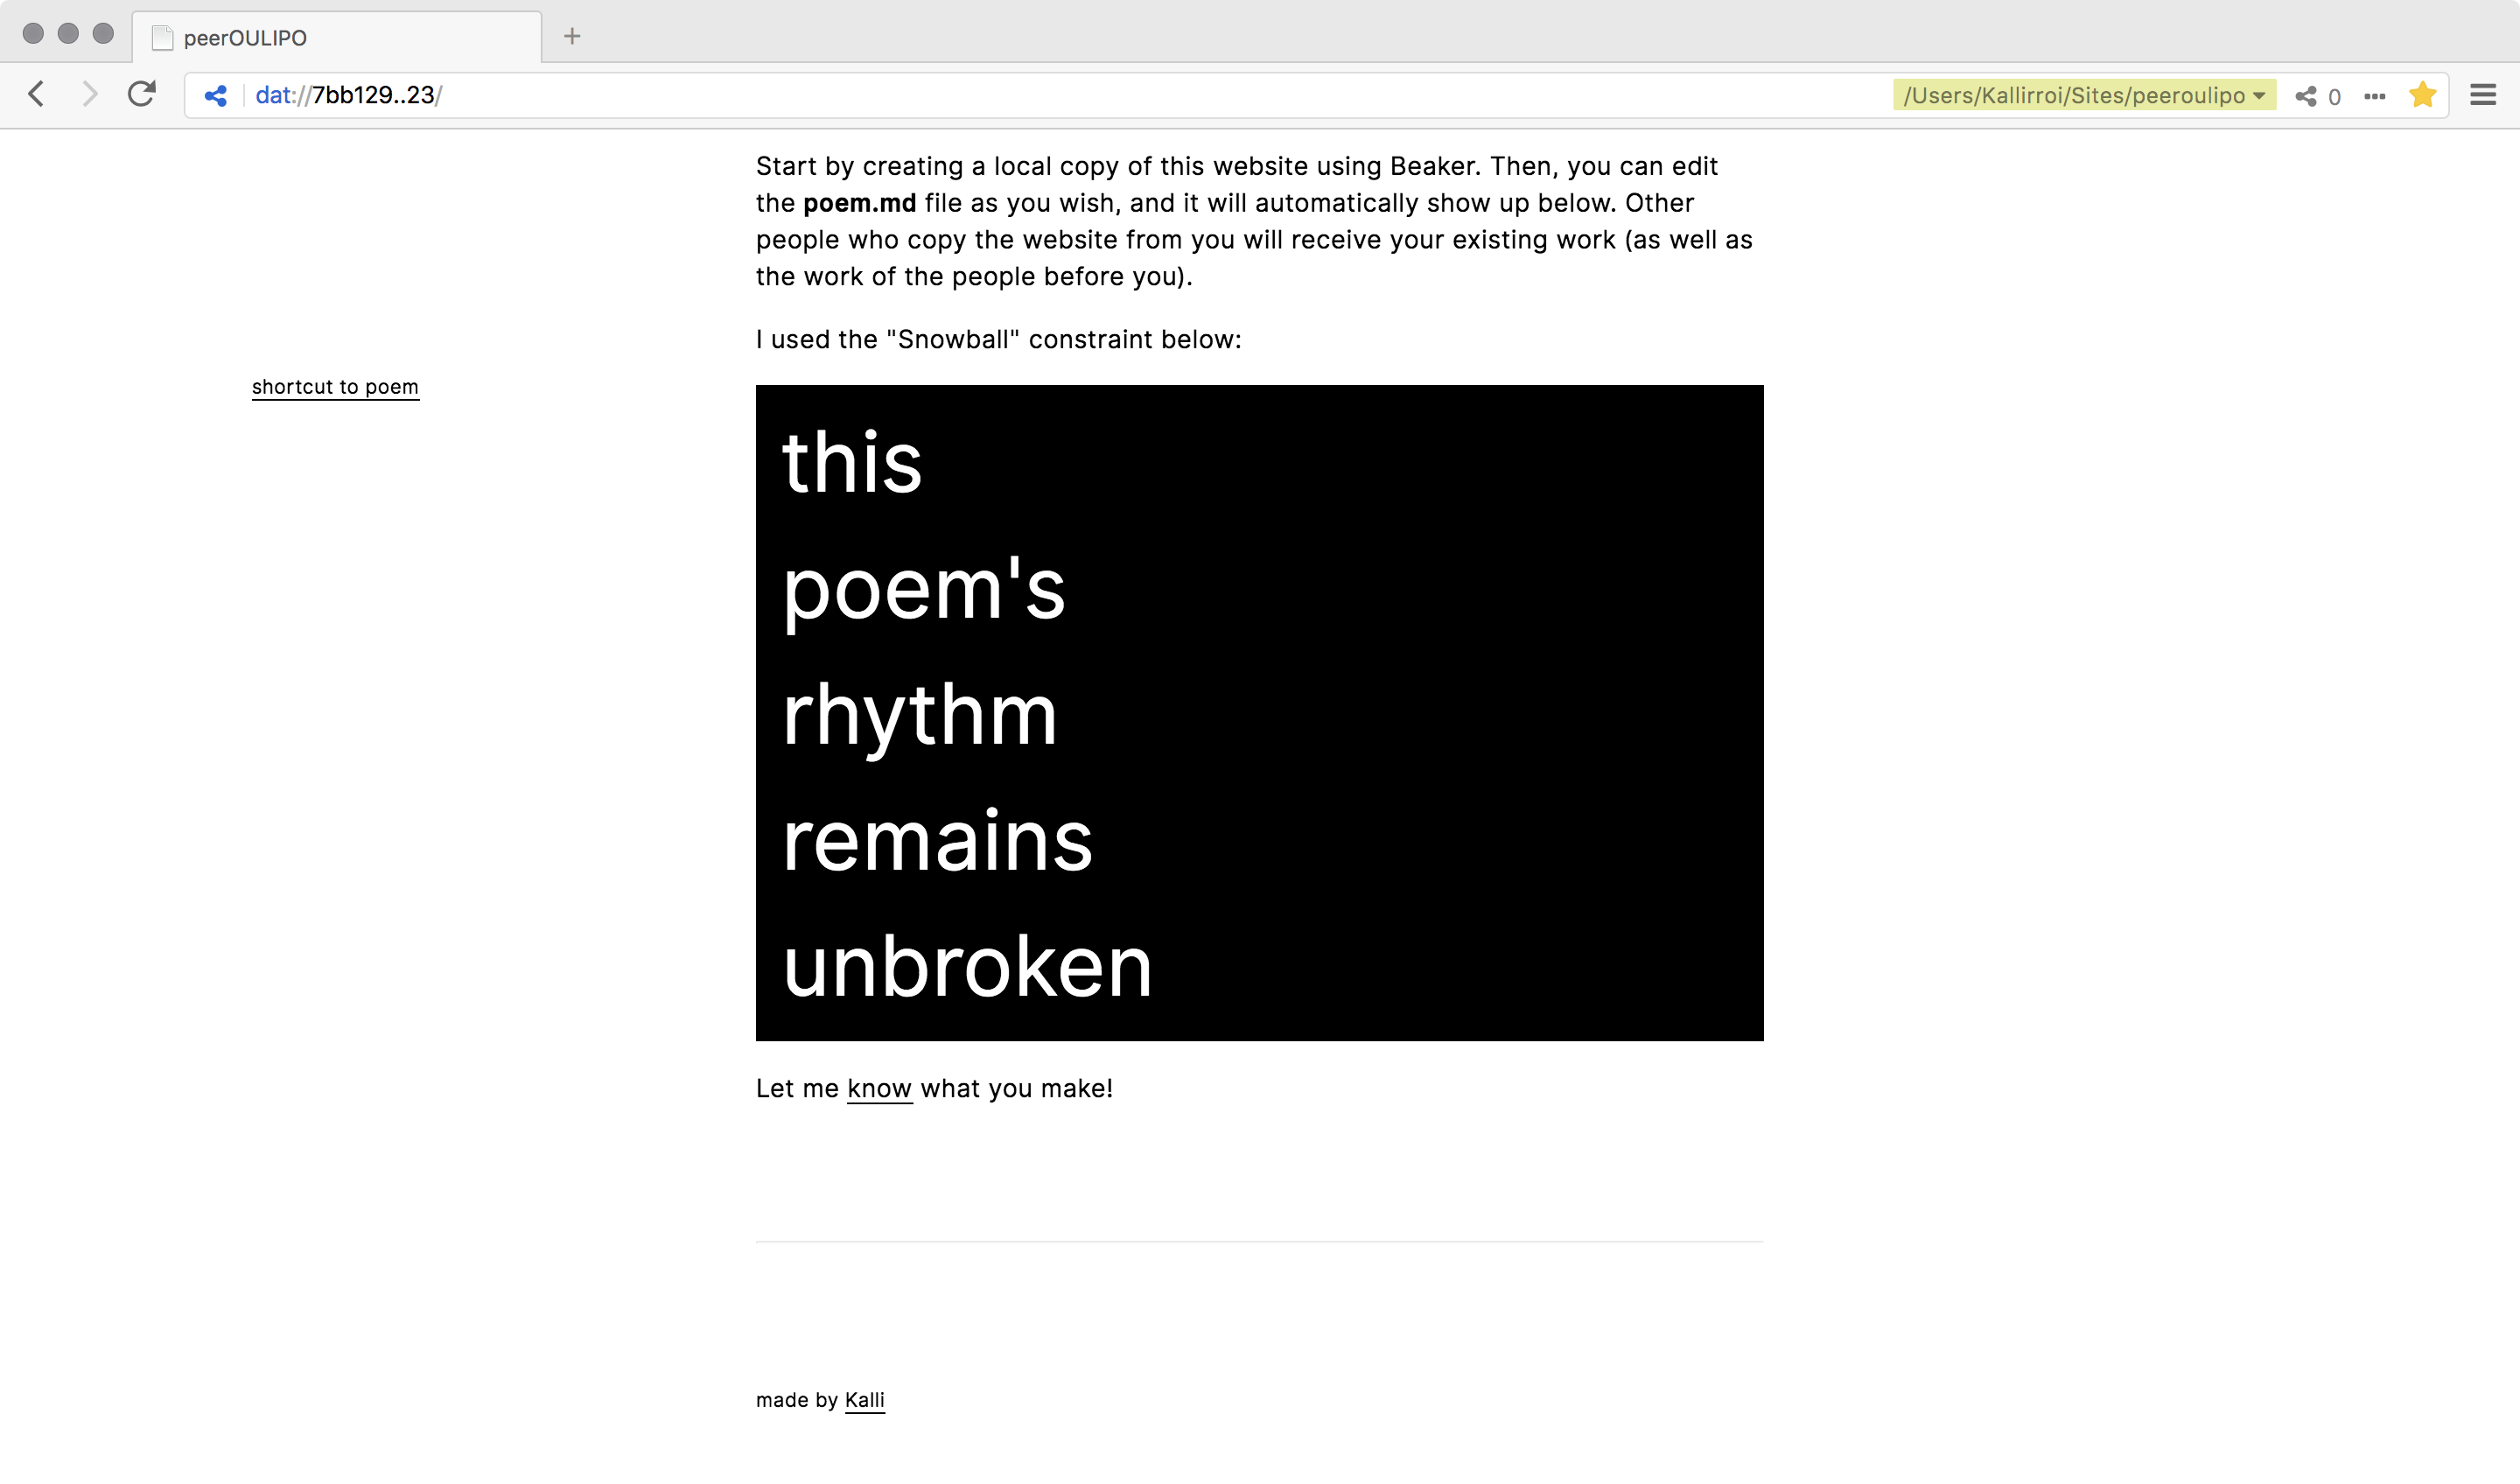 peerOULIPO
dat://7bb129..23/
/Users/Kallirroi/Sites/peeroulipo
0
Start by creating a local copy of this website using Beaker. Then, you can edit
the poem.md file as you wish, and it will automatically show up below. Other
people who copy the website from you will receive your existing work (as well as
the work of the people before you).
I used the "Snowball" constraint below:
shortcut to poem
this
poem's
rhythm
remains
unbroken
Let me know what you make!
made by Kalli